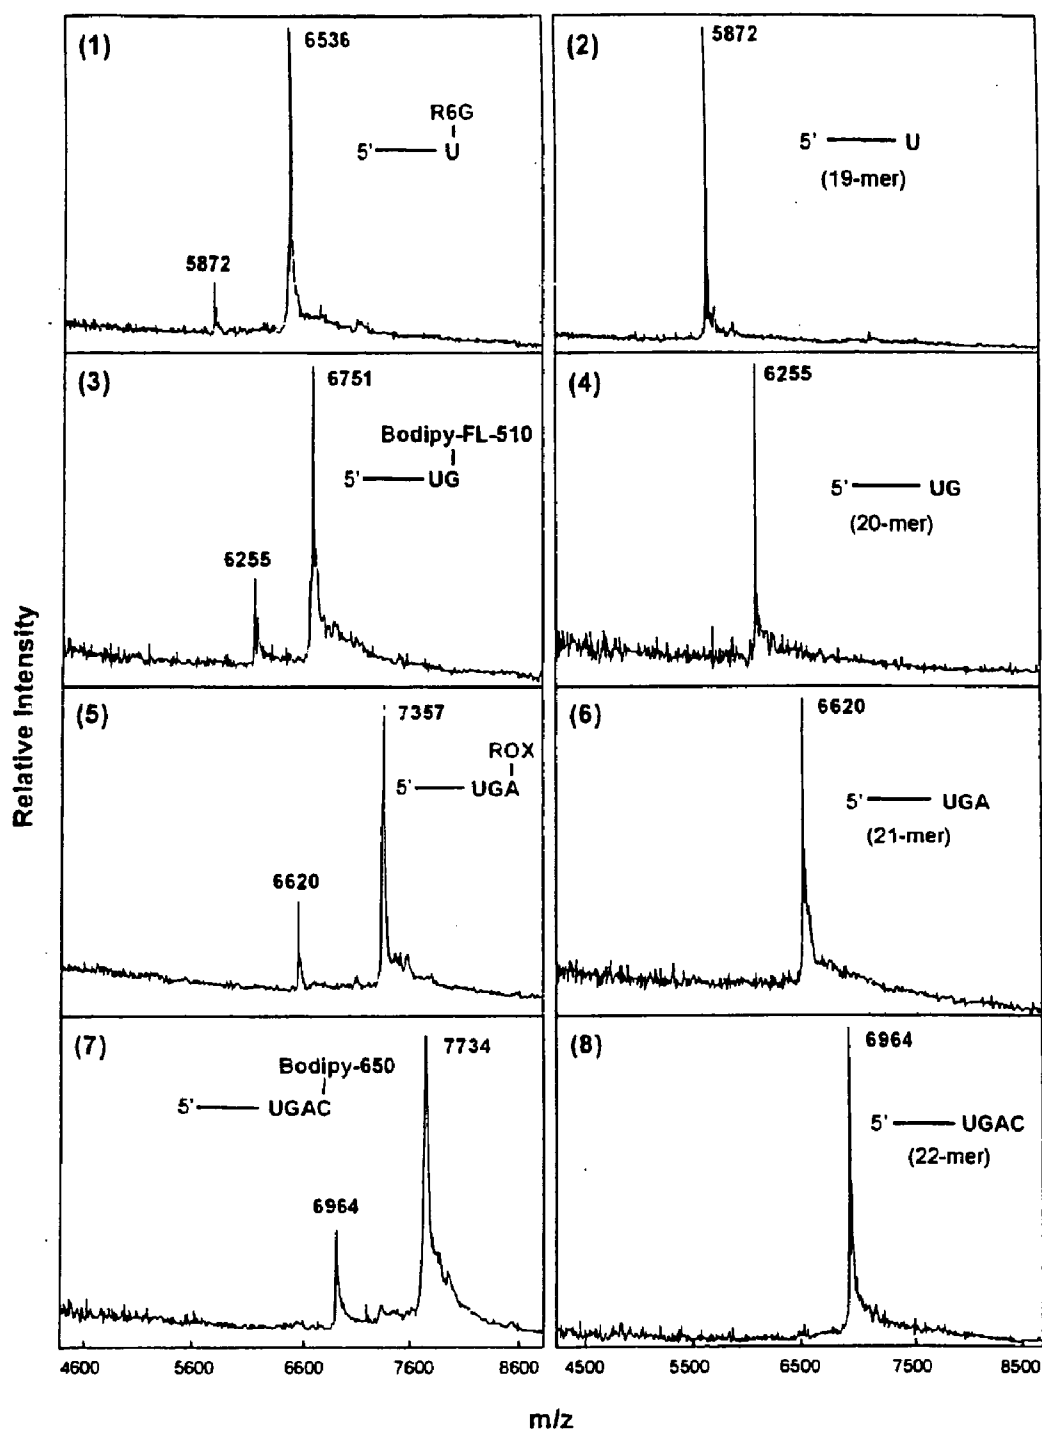 (1)
6536
R6G
5' U
5872
(2)
5872
5' U
(19-mer)
(3)
6751
Bodipy-FL-510
5' UG
6255
(4)
6255
5' UG
(20-mer)
(5)
7357
ROX
5' UGA
6620
(6)
6620
5' UGA
(21-mer)
(7)
7734
Bodipy-650
5' UGAC
6964
(8)
6964
5' UGAC
(22-mer)
Relative Intensity
4600 5600 6600 7600 8600
4500 5500 6500 7500 8500
m/z